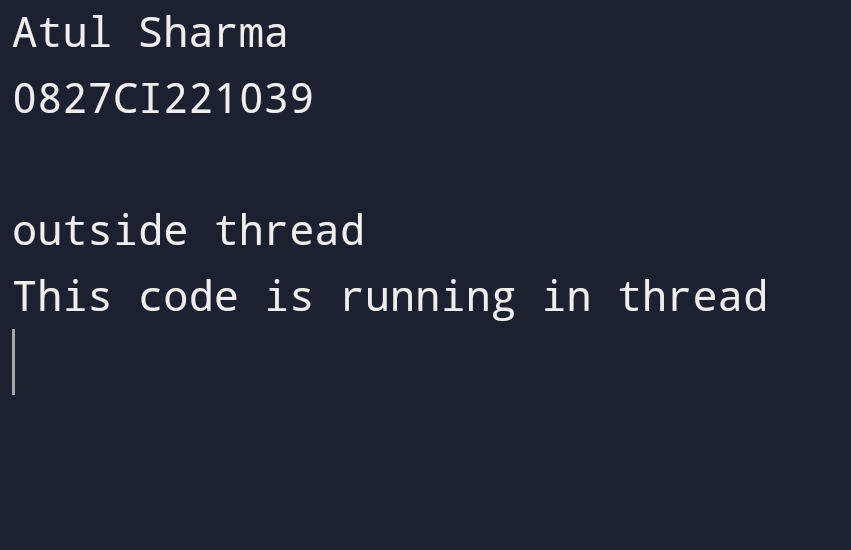 Atul Sharma
0827CI221039
outside thread
This code is running in thread